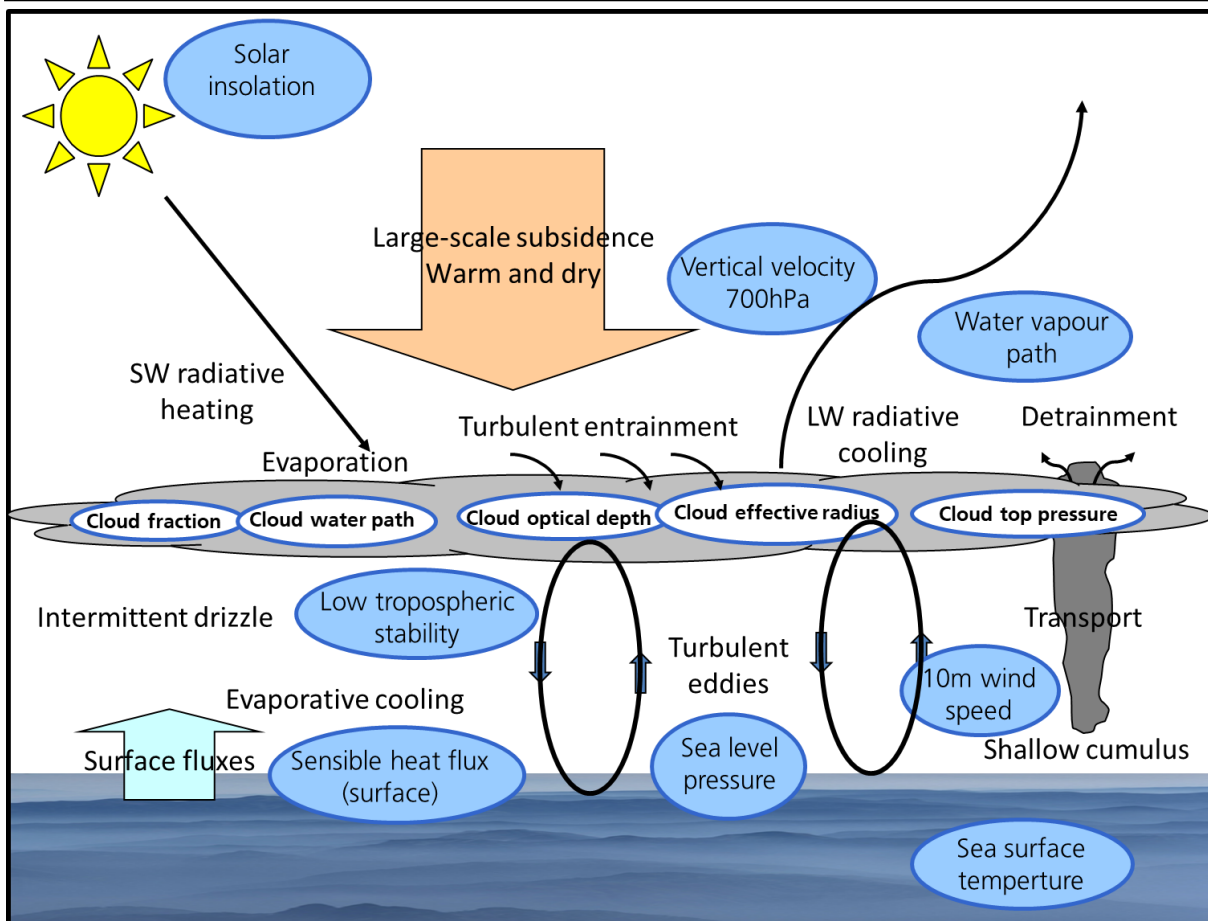 Solar
insolation
Large-scale subsidence
Warm and dry
Vertical velocity
700hPa
Water vapour
path
SW radiative
heating
Turbulent entrainment
LW radiative
cooling
Detrainment
Evaporation
Cloud fraction
Cloud water path
Cloud optical depth
Cloud effective radius
Cloud top pressure
Intermittent drizzle
Low tropospheric
stability
Turbulent
eddies
Transport
10m wind
speed
Evaporative cooling
Surface fluxes
Sensible heat flux
(surface)
Sea level
pressure
Shallow cumulus
Sea surface
temperture